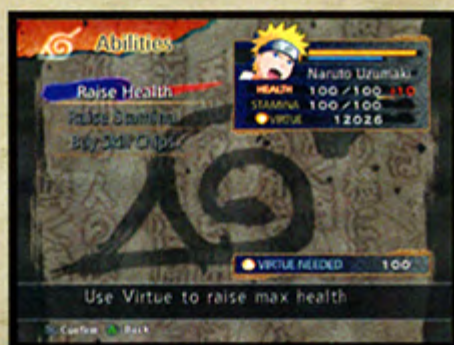 Abilities
Naruto Uzumaki
HEALTH 100/100 +10
STAMINA 100/100
VIRTUE 12026
Raise Health
Raise Stamina
Buy Skill Chips
VIRTUE NEEDED 100
Use Virtue to raise max health
Confirm Back